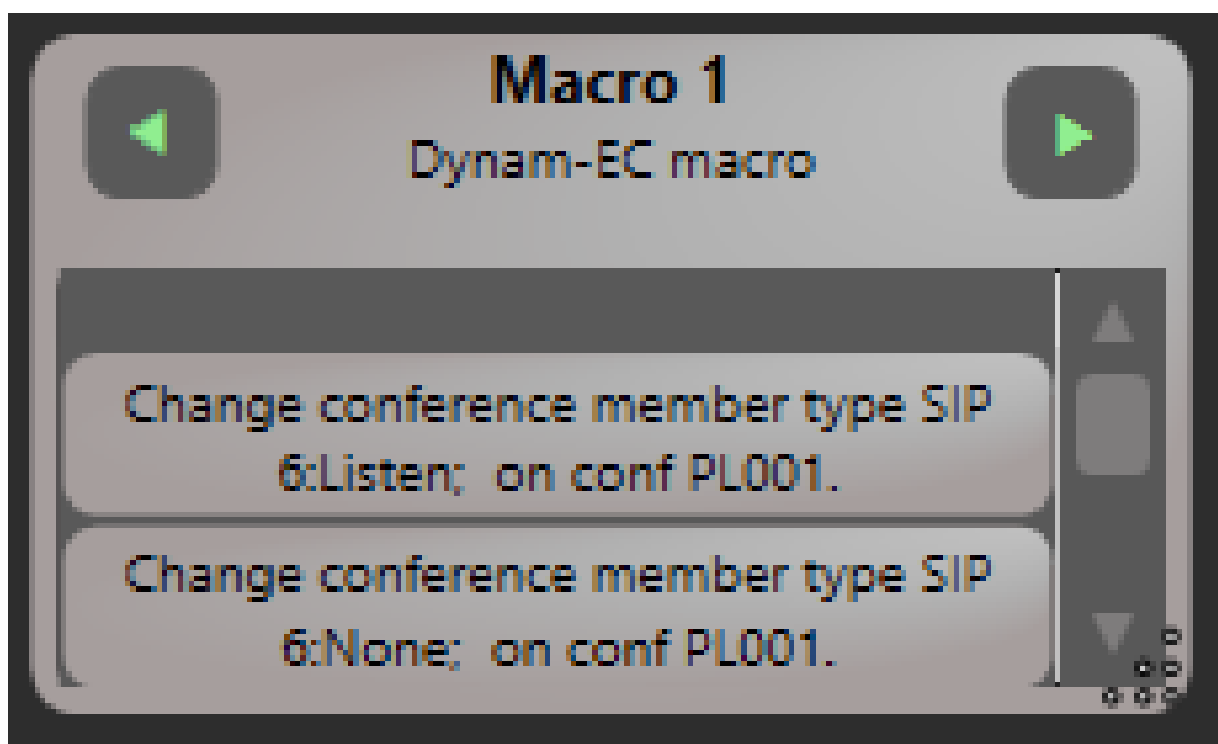 Macro 1
Dynam-EC macro
Change conference member type SIP
6:Listen;  on conf PL001.
Change conference member type SIP
6:None;  on conf PL001.